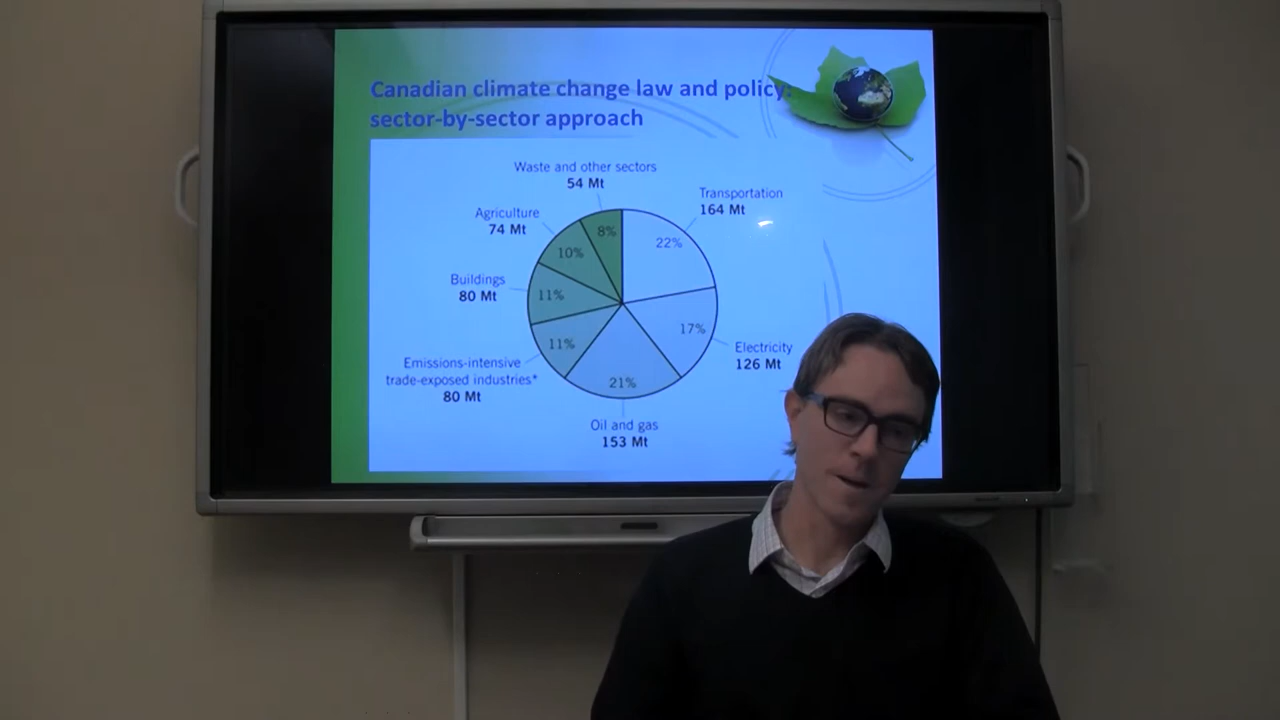 Canadian climate change law and policy:
sector-by-sector approach
Waste and other sectors
54 Mt
Transportation
164 Mt
Agriculture
74 Mt
8%
22%
10%
Buildings
80 Mt
11%
17%
Electricity
126 Mt
11%
Emissions-intensive
trade-exposed industries*
80 Mt
21%
Oil and gas
153 Mt